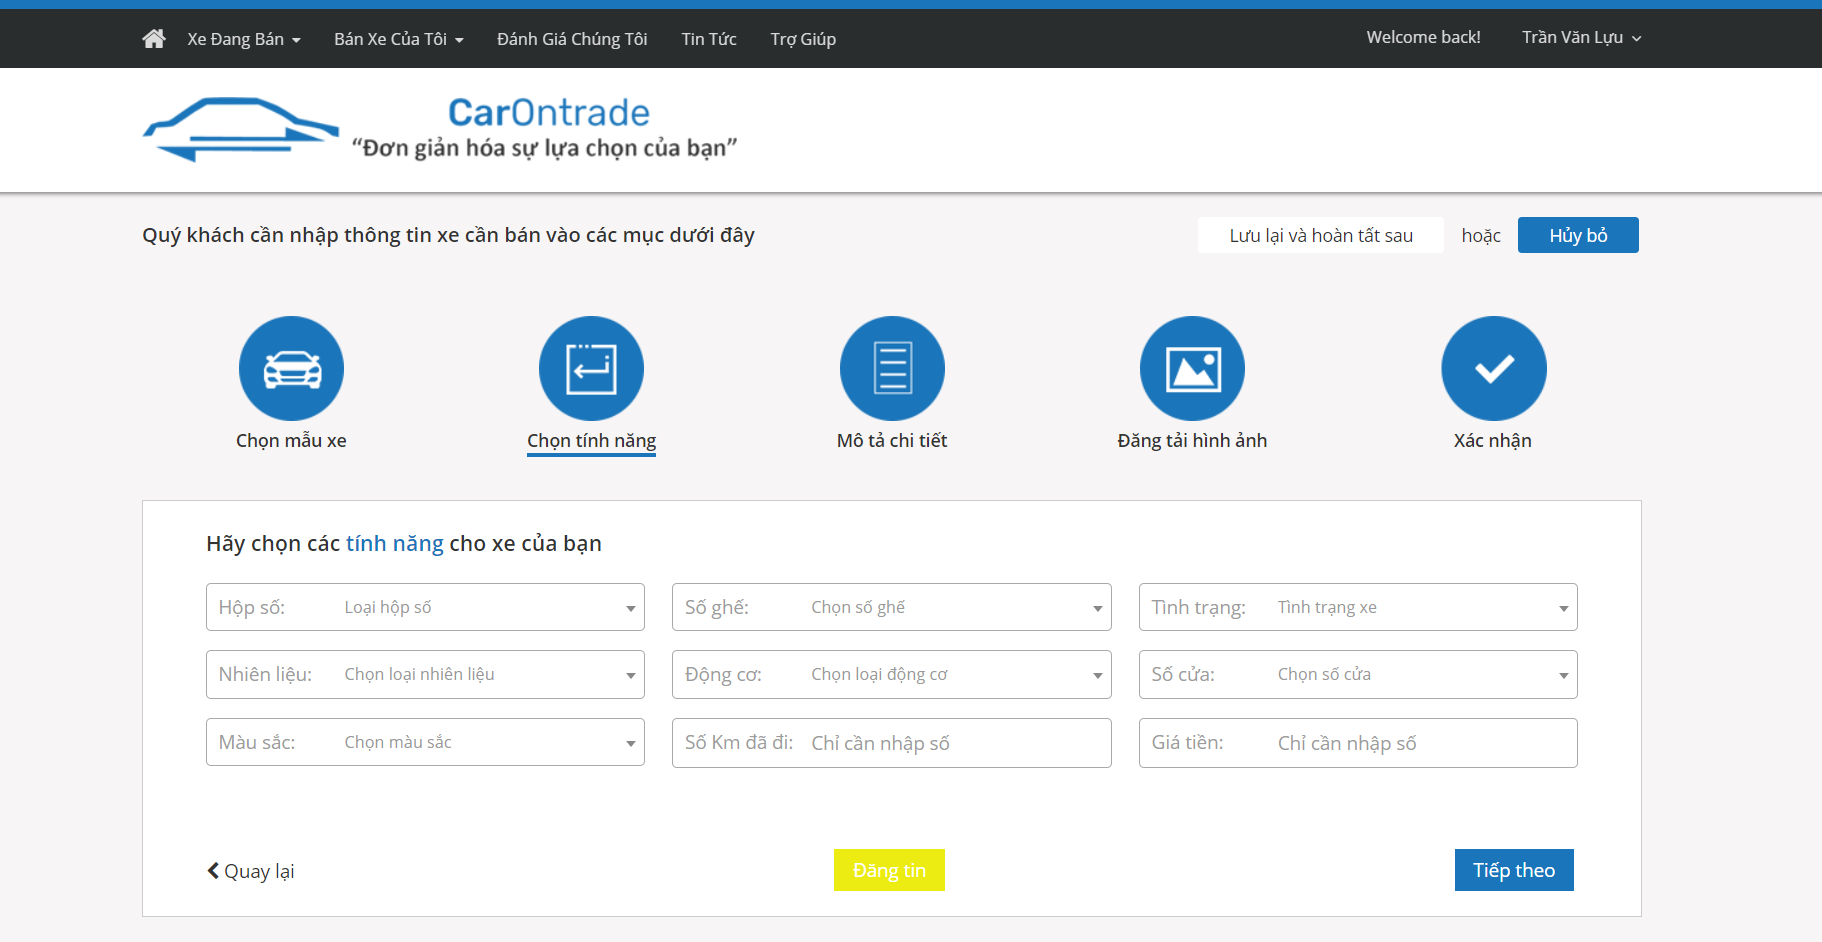 Xe Đang Bán
Bán Xe Của Tôi
Đánh Giá Chúng Tôi
Tin Tức
Trợ Giúp
Welcome back!
Trần Văn Lựu
CarOntrade
“Đơn giản hóa sự lựa chọn của bạn”
Quý khách cần nhập thông tin xe cần bán vào các mục dưới đây
Lưu lại và hoàn tất sau
hoặc
Hủy bỏ
Chọn mẫu xe
Chọn tính năng
Mô tả chi tiết
Đăng tải hình ảnh
Xác nhận
Hãy chọn các tính năng cho xe của bạn
Hộp số: Loại hộp số
Số ghế: Chọn số ghế
Tình trạng: Tình trạng xe
Nhiên liệu: Chọn loại nhiên liệu
Động cơ: Chọn loại động cơ
Số cửa: Chọn số cửa
Màu sắc: Chọn màu sắc
Số Km đã đi: Chỉ cần nhập số
Giá tiền: Chỉ cần nhập số
Quay lại
Đăng tin
Tiếp theo